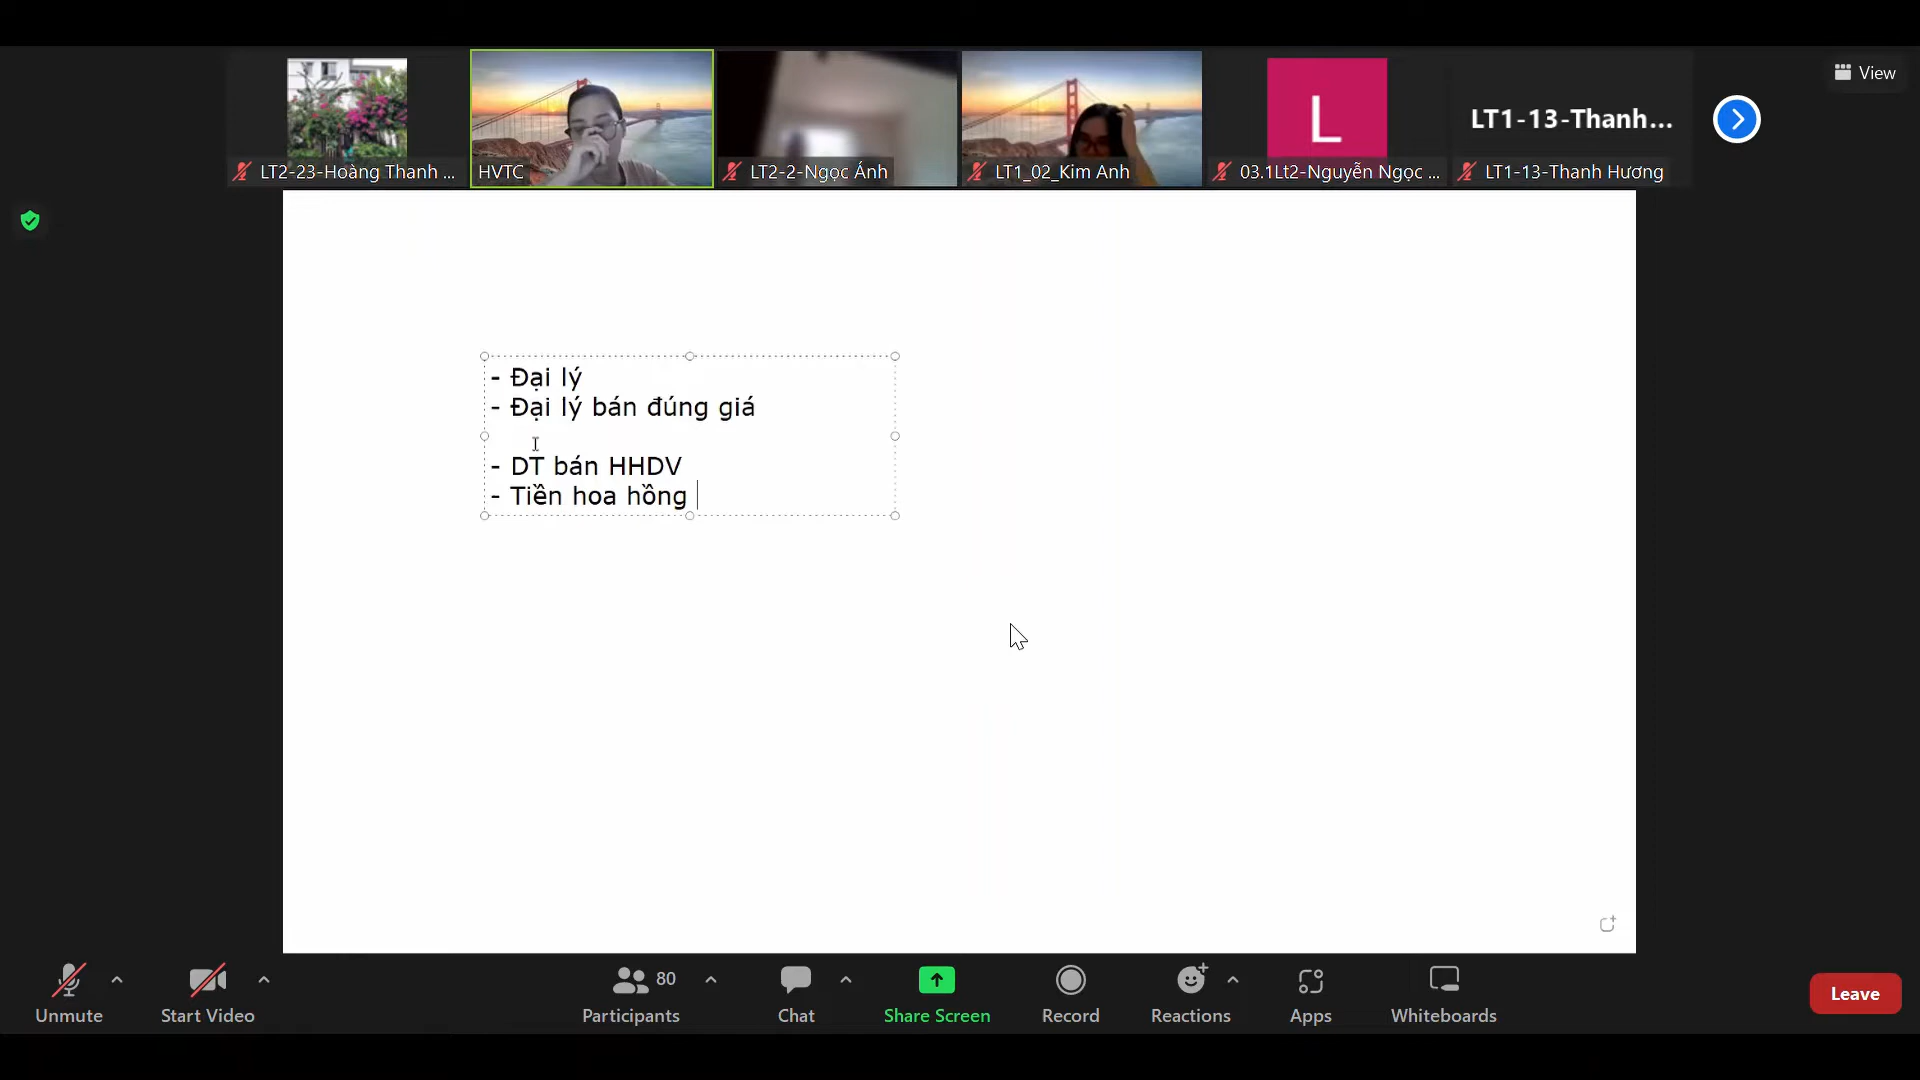 View
LT1-13-Thanh...
L
LT2-23-Hoàng Thanh ...
HVTC
LT2-2-Ngọc Ánh
LT1_02_Kim Anh
03.1Lt2-Nguyễn Ngọc ...
LT1-13-Thanh Hương
- Đại lý
- Đại lý bán đúng giá
- DT bán HHDV
- Tiền hoa hồng
Unmute
Start Video
80
Participants
Chat
Share Screen
Record
Reactions
Apps
Whiteboards
Leave